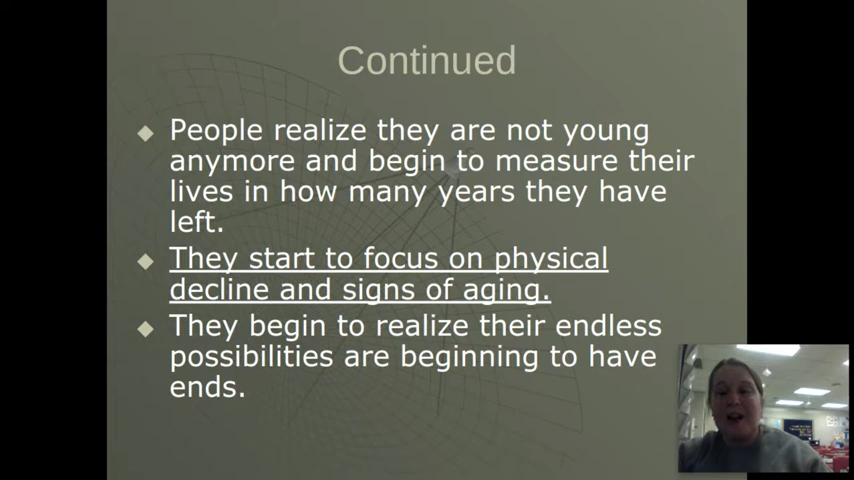 Continued
People realize they are not young
anymore and begin to measure their
lives in how many years they have
left.
They start to focus on physical
decline and signs of aging.
They begin to realize their endless
possibilities are beginning to have
ends.